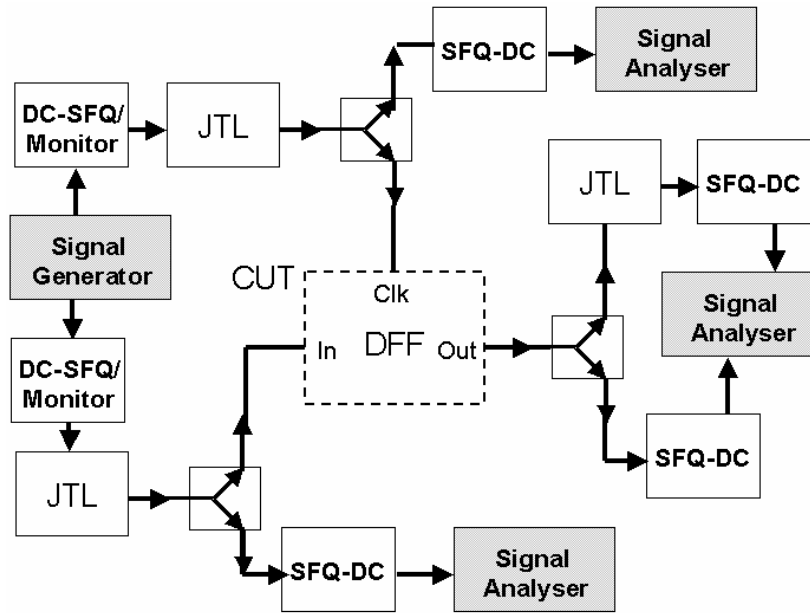 SFQ-DC
Signal
Analyser
DC-SFQ/
Monitor
JTL
JTL
SFQ-DC
Signal
Generator
CUT
Clk
In
DFF
Out
Signal
Analyser
DC-SFQ/
Monitor
SFQ-DC
JTL
SFQ-DC
Signal
Analyser